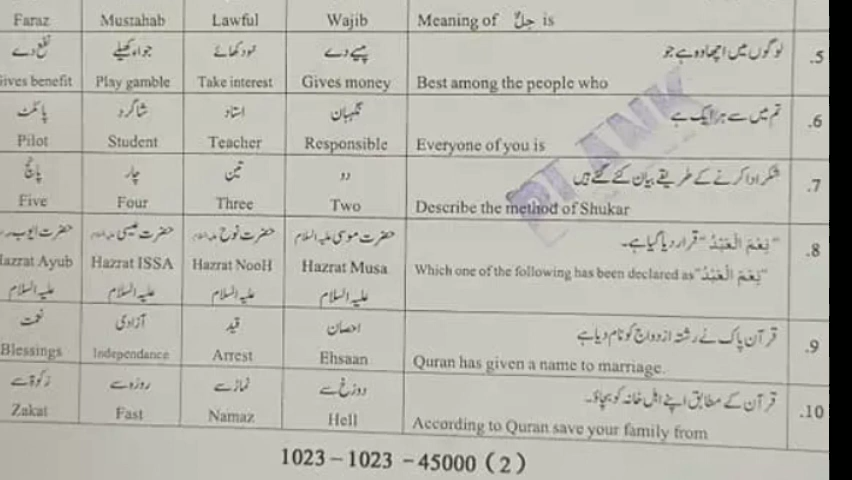 Faraz Mustahab Lawful Wajib Meaning of حِلٌّ is
نفع دے جواء کھیلے سود کھائے پیسے دے لوگوں میں اچھا وہ ہے جو .5
Gives benefit Play gamble Take interest Gives money Best among the people who
پائلٹ شاگرد استاد نگہبان تم میں سے ہر ایک ہے .6
Pilot Student Teacher Responsible Everyone of you is
پانچ چار تین دو شکر ادا کرنے کے طریقے بیان کئے گئے ہیں .7
Five Four Three Two Describe the method of Shukar
حضرت ایوب حضرت عیسیٰ علیہ السلام حضرت نوح علیہ السلام حضرت موسی علیہ السلام "نِعْمَ الْعَبْدُ" قرار دیا گیا ہے۔ .8
Hazrat Ayub Hazrat ISSA Hazrat NooH Hazrat Musa Which one of the following has been declared as "نِعْمَ الْعَبْدُ"
علیہ السلام علیہ السلام علیہ السلام علیہ السلام
نعمت آزادی قید احسان قرآن پاک نے رشتہ ازدواج کو نام دیا ہے .9
Blessings Independance Arrest Ehsaan Quran has given a name to marriage.
زکوٰۃ سے روزہ سے نماز سے دوزخ سے قرآن کے مطابق اپنے اہل خانہ کو بچاؤ۔ .10
Zakat Fast Namaz Hell According to Quran save your family from
1023 – 1023 – 45000 ( 2 )
BLANK